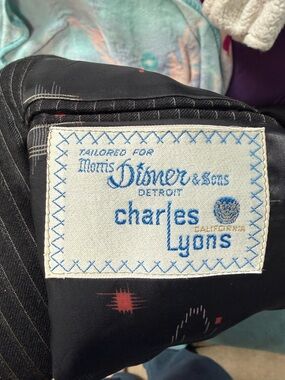 TAILORED FOR
Morris Disner & Sons
DETROIT
charles
CALIFORNIA
Lyons